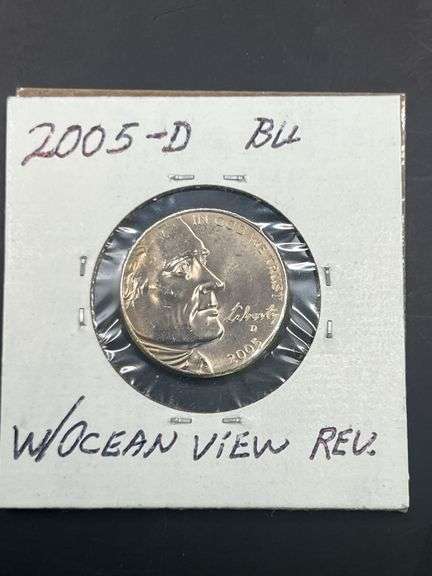 2005-D BU
IN GOD WE TRUST
Liberty
D
2005
W/OCEAN VIEW REV.